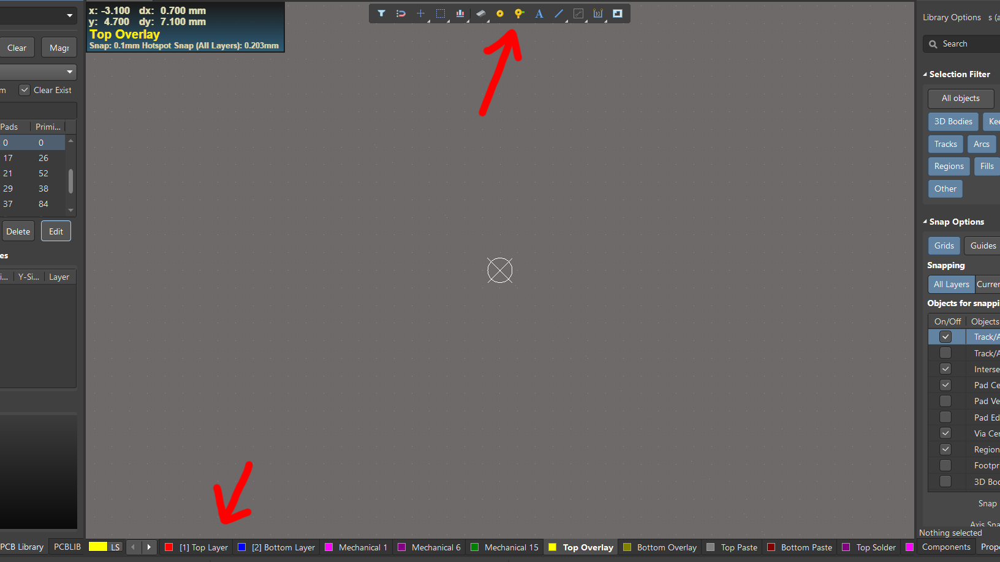 x: -3.100 dx: 0.700 mm
y: 4.700 dy: 7.100 mm
Top Overlay
Snap: 0.1mm Hotspot Snap (All Layers): 0.203mm
Clear
Magr
m
Clear Exist
Pads Primi...
0 0
17 26
21 52
29 38
37 84
Delete
Edit
es
i... Y-Si... Layer
A
Library Options s (a
Search
Selection Filter
All objects
3D Bodies Kee
Tracks Arcs
Regions Fills
Other
Snap Options
Grids Guides
Snapping
All Layers Currer
Objects for snappi
On/Off Objects
Track/A
Track/A
Interse
Pad Ce
Pad Ve
Pad Ed
Via Cer
Region
Footpr
3D Boo
Snap
Axis Sna
Nothing selected
PCB Library PCBLIB LS [1] Top Layer [2] Bottom Layer Mechanical 1 Mechanical 6 Mechanical 15 Top Overlay Bottom Overlay Top Paste Bottom Paste Top Solder Components Prop